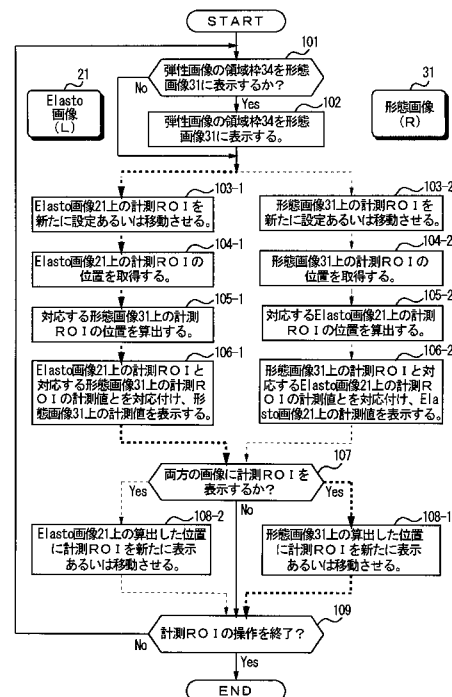 START
101
弾性画像の領域枠34を形態
画像31に表示するか？
No
Yes
102
弾性画像の領域枠34を形態
画像31に表示する。
21
Elasto
画像
(L)
31
形態画像
(R)
103-1
Elasto画像21上の計測ＲＯＩを
新たに設定あるいは移動させる。
104-1
Elasto画像21上の計測ＲＯＩの
位置を取得する。
105-1
対応する形態画像31上の計測
ＲＯＩの位置を算出する。
106-1
Elasto画像21上の計測ＲＯＩと
対応する形態画像31上の計測Ｒ
ＯＩの計測値とを対応付け、形
態画像31上の計測値を表示する。
103-2
形態画像31上の計測ＲＯＩを
新たに設定あるいは移動させる。
104-2
形態画像31上の計測ＲＯＩの
位置を取得する。
105-2
対応するElasto画像21上の計
測ＲＯＩの位置を算出する。
106-2
形態画像31上の計測ＲＯＩと対
応するElasto画像21上の計測Ｒ
ＯＩの計測値とを対応付け、Ela
sto画像21上の計測値を表示する。
107
両方の画像に計測ＲＯＩを
表示するか？
Yes
No
Yes
108-2
Elasto画像21上の算出した位置
に計測ＲＯＩを新たに表示
あるいは移動させる。
108-1
形態画像31上の算出した位置
に計測ＲＯＩを新たに表示
あるいは移動させる。
109
計測ＲＯＩの操作を終了？
No
Yes
END